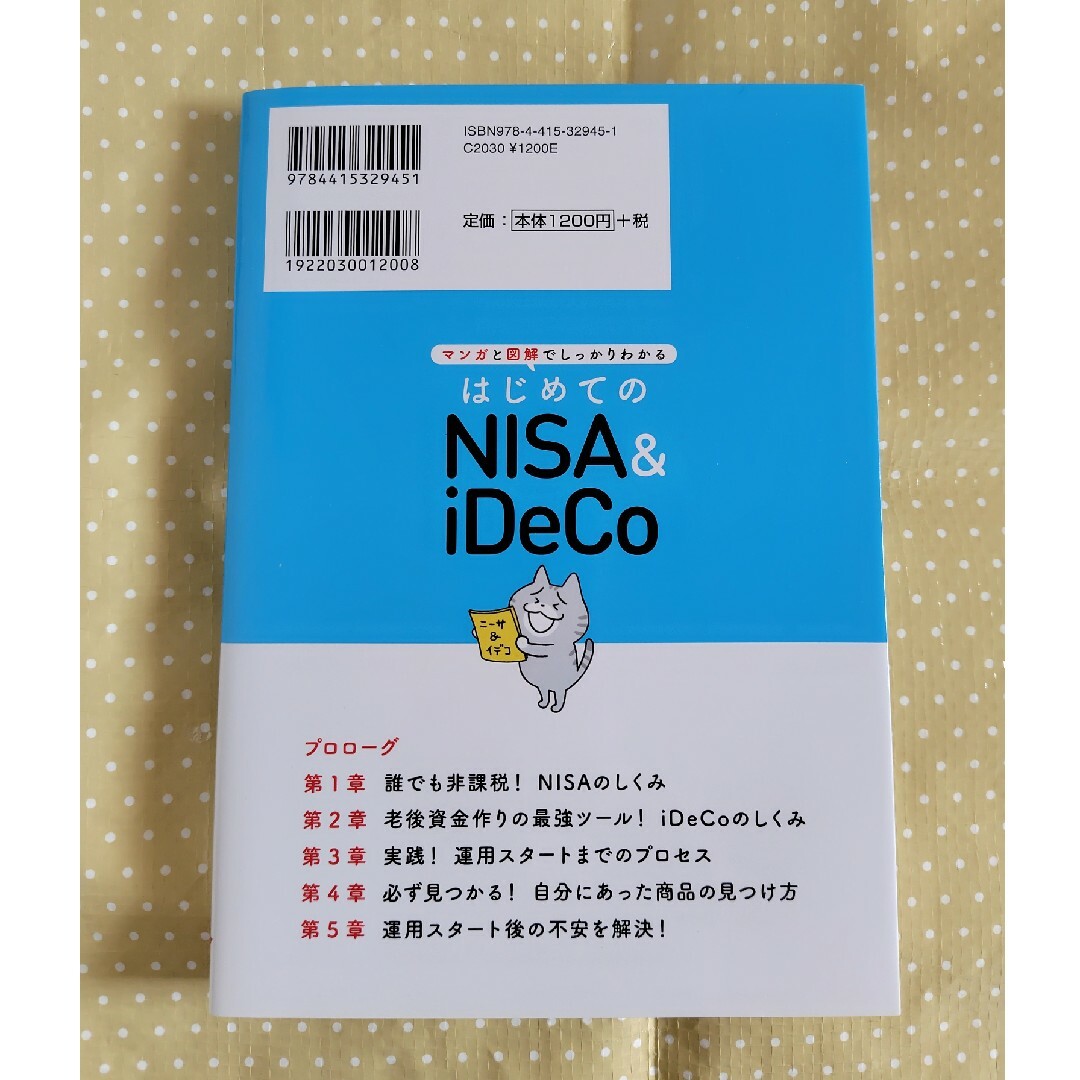 ISBN978-4-415-32945-1
C2030 ¥1200E
9784415329451
定価：本体1200円＋税
1922030012008
マンガと図解でしっかりわかる
はじめての
NISA&
iDeCo
ニーサ
&
イデコ
プロローグ
第1章 誰でも非課税！ NISAのしくみ
第2章 老後資金作りの最強ツール！ iDeCoのしくみ
第3章 実践！ 運用スタートまでのプロセス
第4章 必ず見つかる！ 自分にあった商品の見つけ方
第5章 運用スタート後の不安を解決！